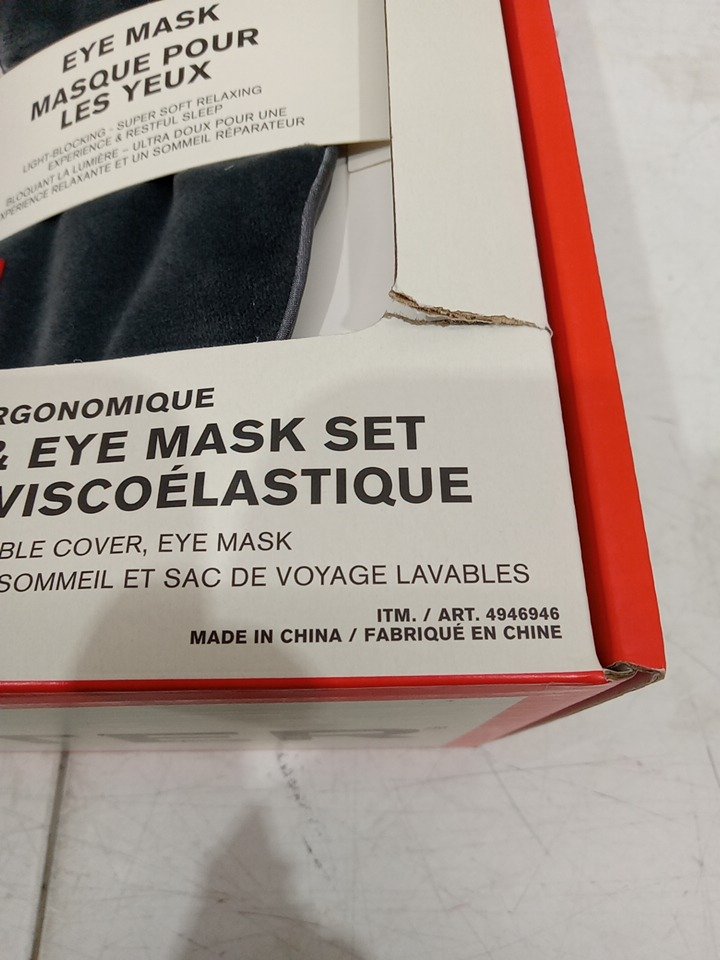 EYE MASK
MASQUE POUR
LES YEUX
LIGHT-BLOCKING - SUPER SOFT RELAXING
EXPERIENCE & RESTFUL SLEEP
BLOQUANT LA LUMIÈRE – ULTRA DOUX POUR UNE
EXPÉRIENCE RELAXANTE ET UN SOMMEIL RÉPARATEUR
RGONOMIQUE
& EYE MASK SET
VISCOÉLASTIQUE
BLE COVER, EYE MASK
SOMMEIL ET SAC DE VOYAGE LAVABLES
ITM. / ART. 4946946
MADE IN CHINA / FABRIQUÉ EN CHINE